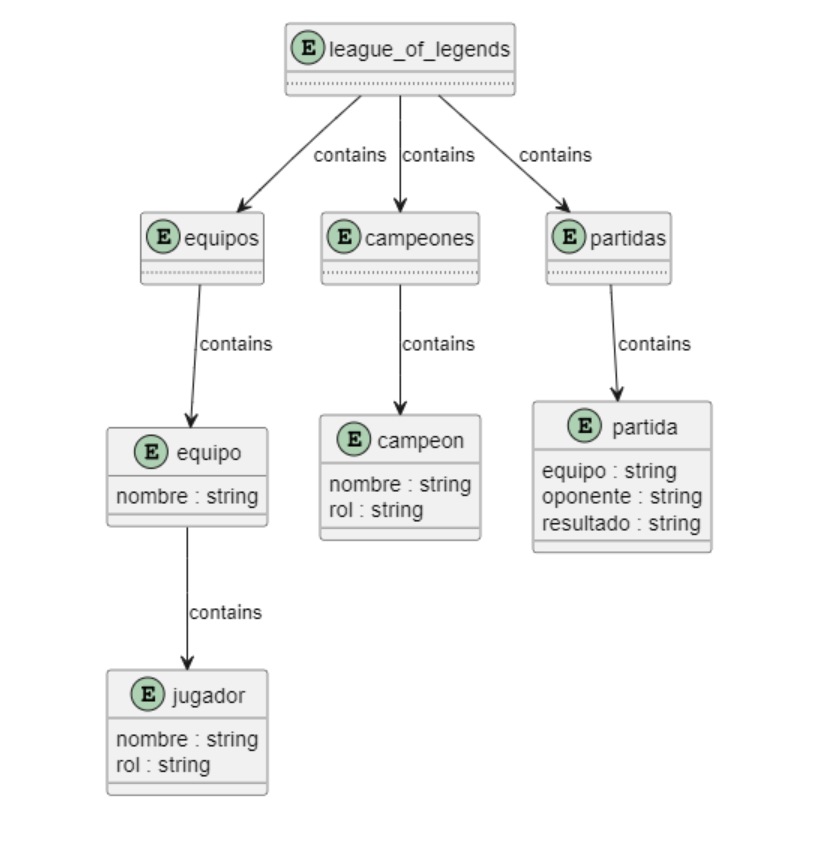 E league_of_legends
contains contains contains
E equipos
E campeones
E partidas
contains contains contains
E equipo
nombre : string
E campeon
nombre : string
rol : string
E partida
equipo : string
oponente : string
resultado : string
contains
E jugador
nombre : string
rol : string